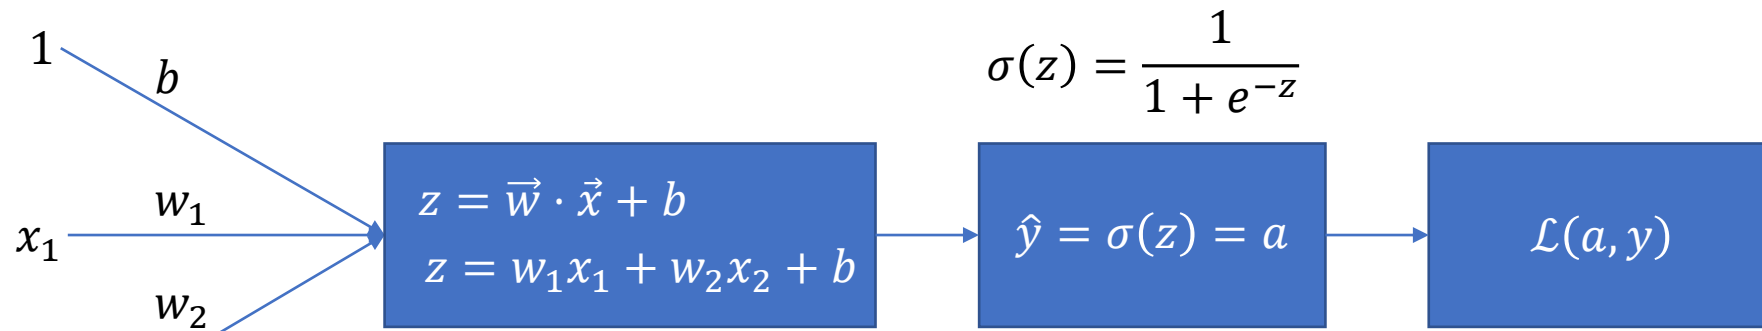 1
b
σ(z) = 1 / (1 + e^{−z})
w₁
x₁
w₂
z = w⃗ · x⃗ + b
z = w₁x₁ + w₂x₂ + b
ŷ = σ(z) = a
ℒ(a, y)